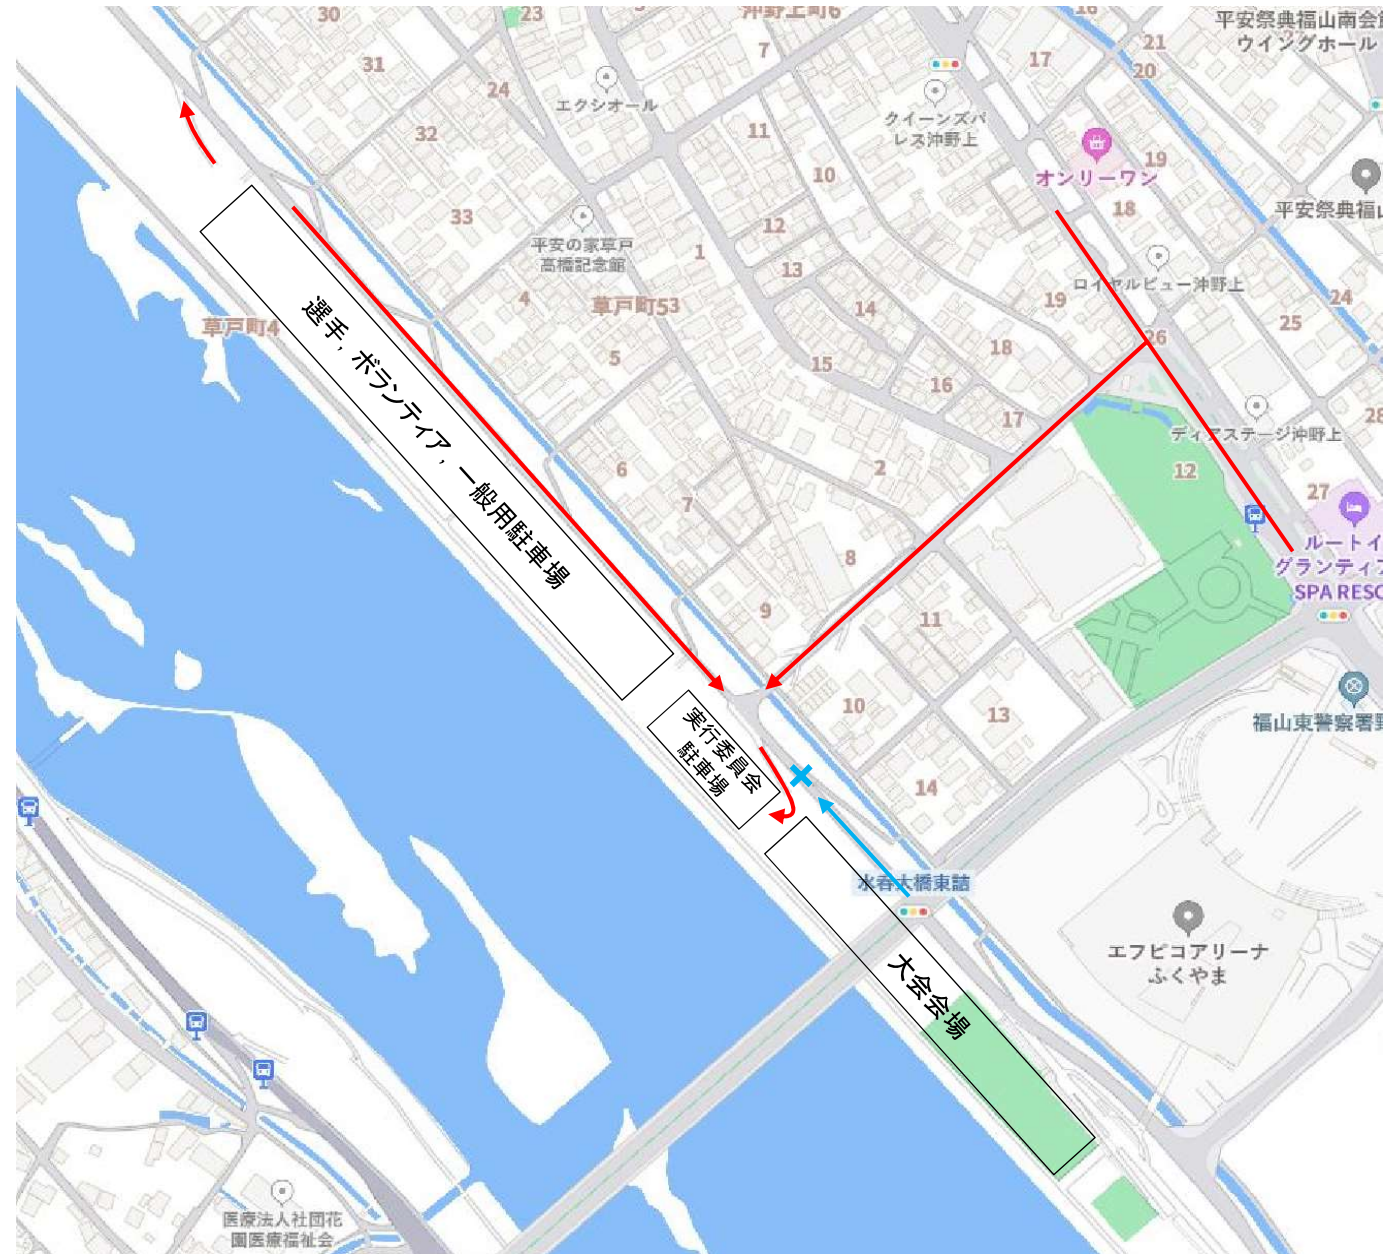 30
23
沖野上町6
16
平安祭典福山南会館
ウイングホール
31
7
17
21
20
24
エクシオール
クイーンズパ
レス沖野上
32
11
オンリーワン
19
10
平安祭典福山
33
18
平安の家草戸
高橋記念館
12
1
13
ロイヤルビュー沖野上
4
草戸町53
14
19
24
25
草戸町4
26
選手，ボランティア，一般用駐車場
5
15
18
16
17
28
ディアステージ沖野上
6
2
12
7
27
ルートイ
グランティア
SPA RESO
8
9
11
10
13
福山東警察署野
実行委員会
駐車場
14
水呑大橋東詰
エフピコアリーナ
ふくやま
大会会場
医療法人社団花
園医療福祉会